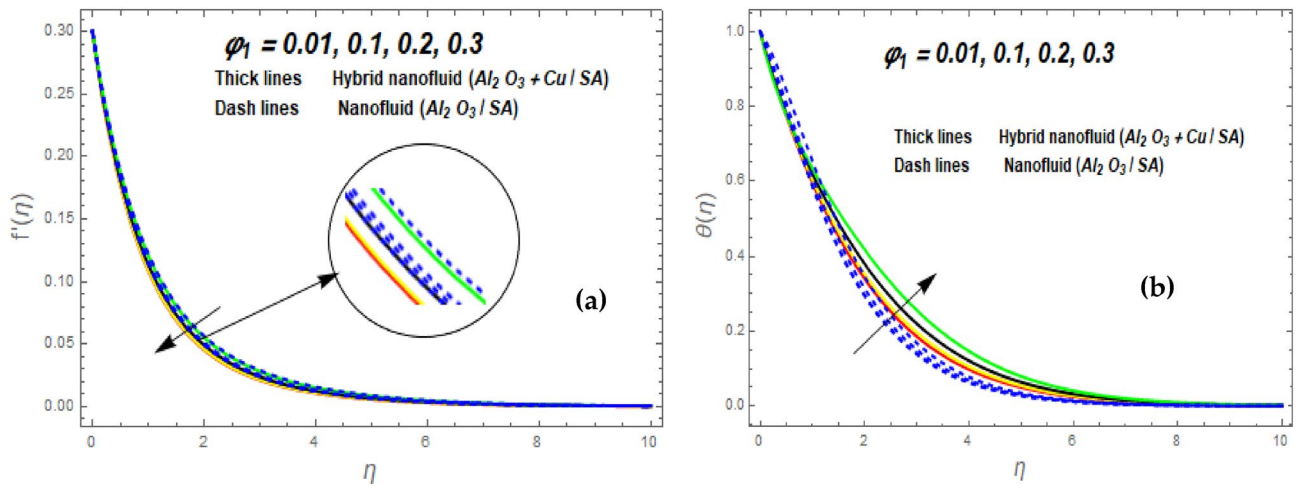 φ1 = 0.01, 0.1, 0.2, 0.3
Thick lines Hybrid nanofluid (Al2 O3 + Cu / SA)
Dash lines Nanofluid (Al2 O3 / SA)
(a)
0.30
0.25
0.20
0.15
0.10
0.05
0.00
f'(η)
0 2 4 6 8 10
η
φ1 = 0.01, 0.1, 0.2, 0.3
Thick lines Hybrid nanofluid (Al2 O3 + Cu / SA)
Dash lines Nanofluid (Al2 O3 / SA)
(b)
1.0
0.8
0.6
0.4
0.2
0.0
θ(η)
0 2 4 6 8 10
η